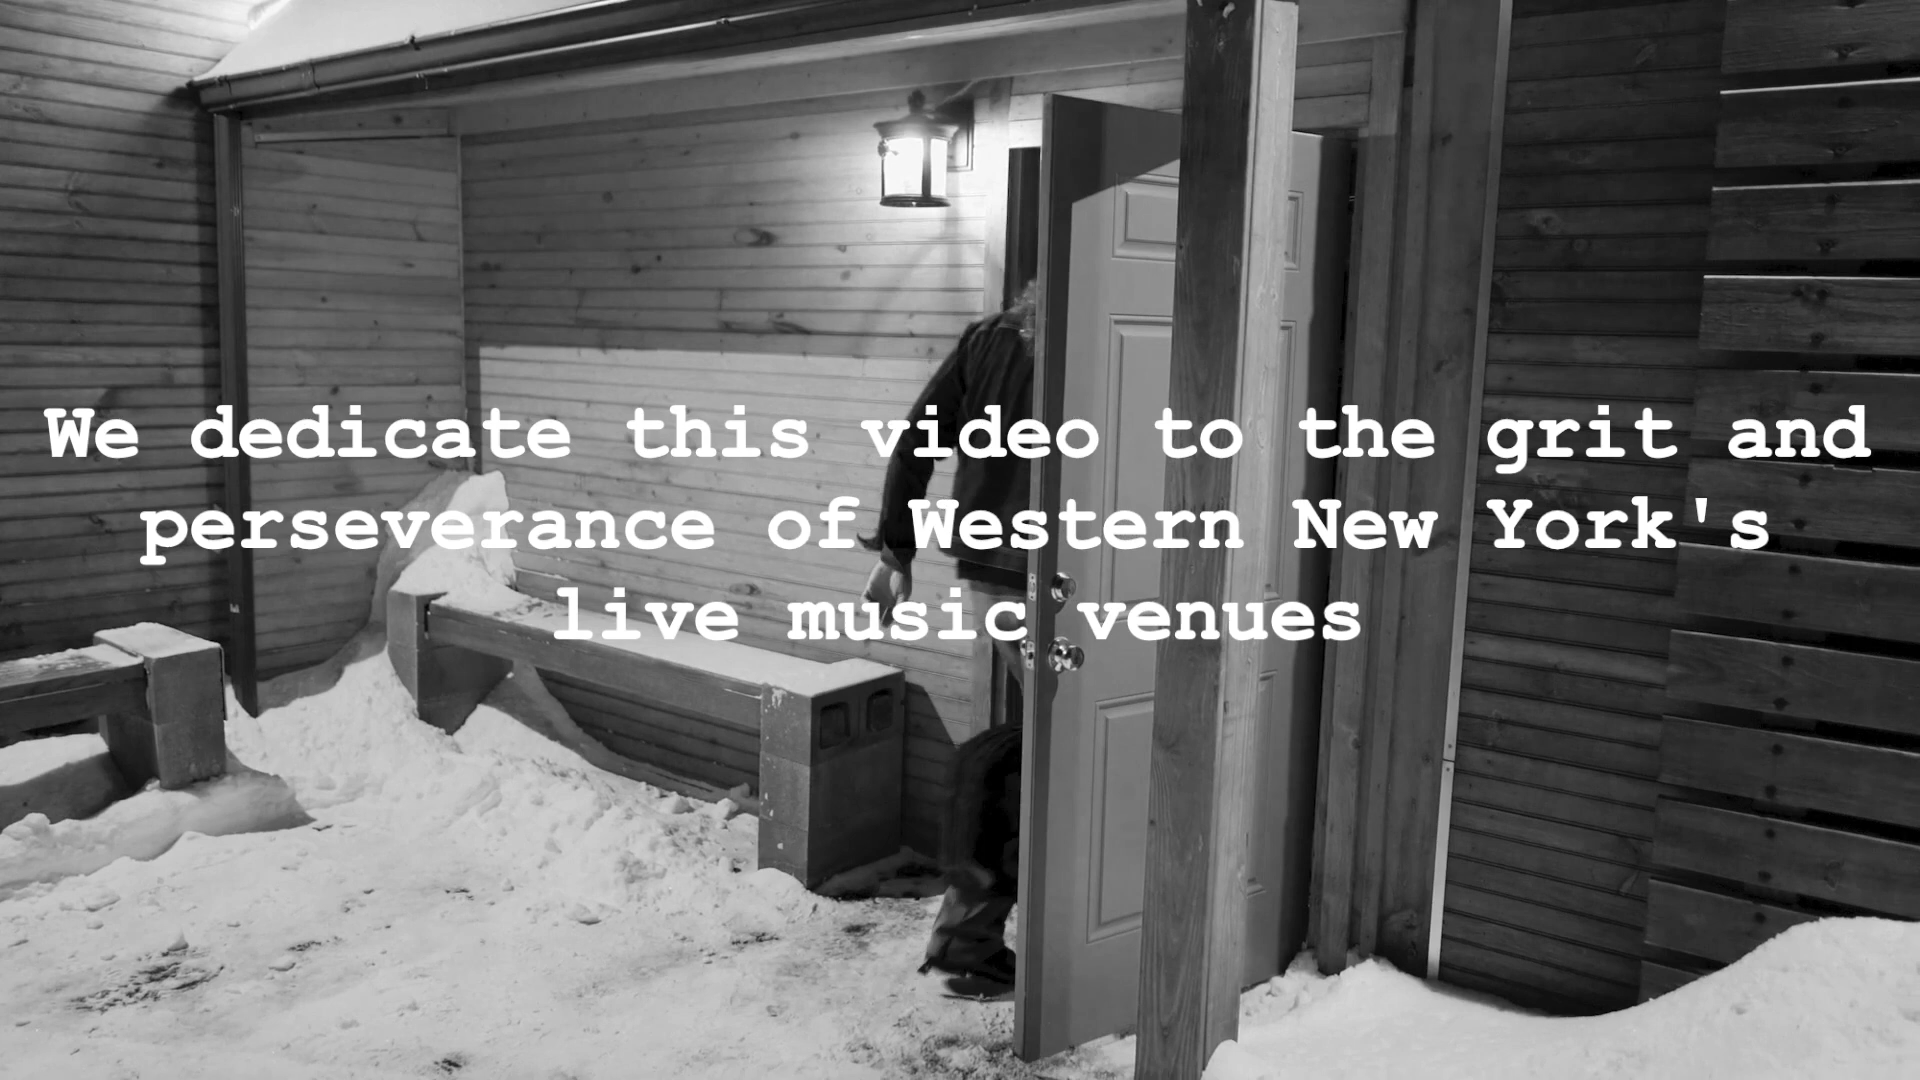 We dedicate this video to the grit and
perseverance of Western New York's
live music venues